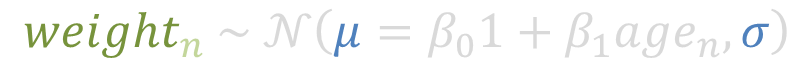 weightₙ ~ 𝒩(μ = β₀1 + β₁ageₙ, σ)